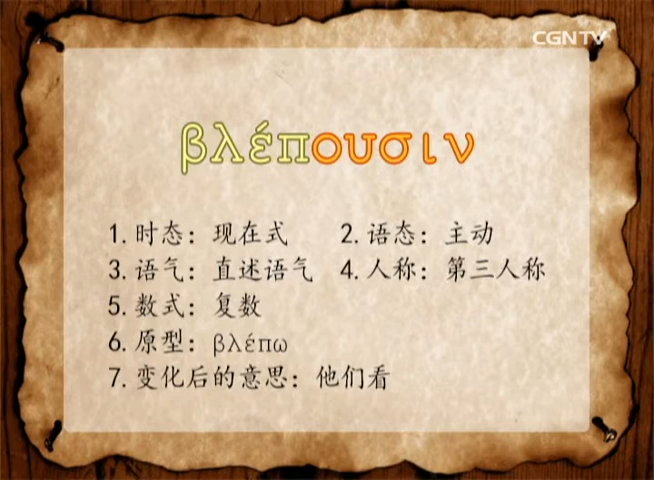 CGNTV
βλέπουσιν
1.时态：现在式 2.语态：主动
3.语气：直述语气 4.人称：第三人称
5.数式：复数
6.原型：βλέπω
7.变化后的意思：他们看